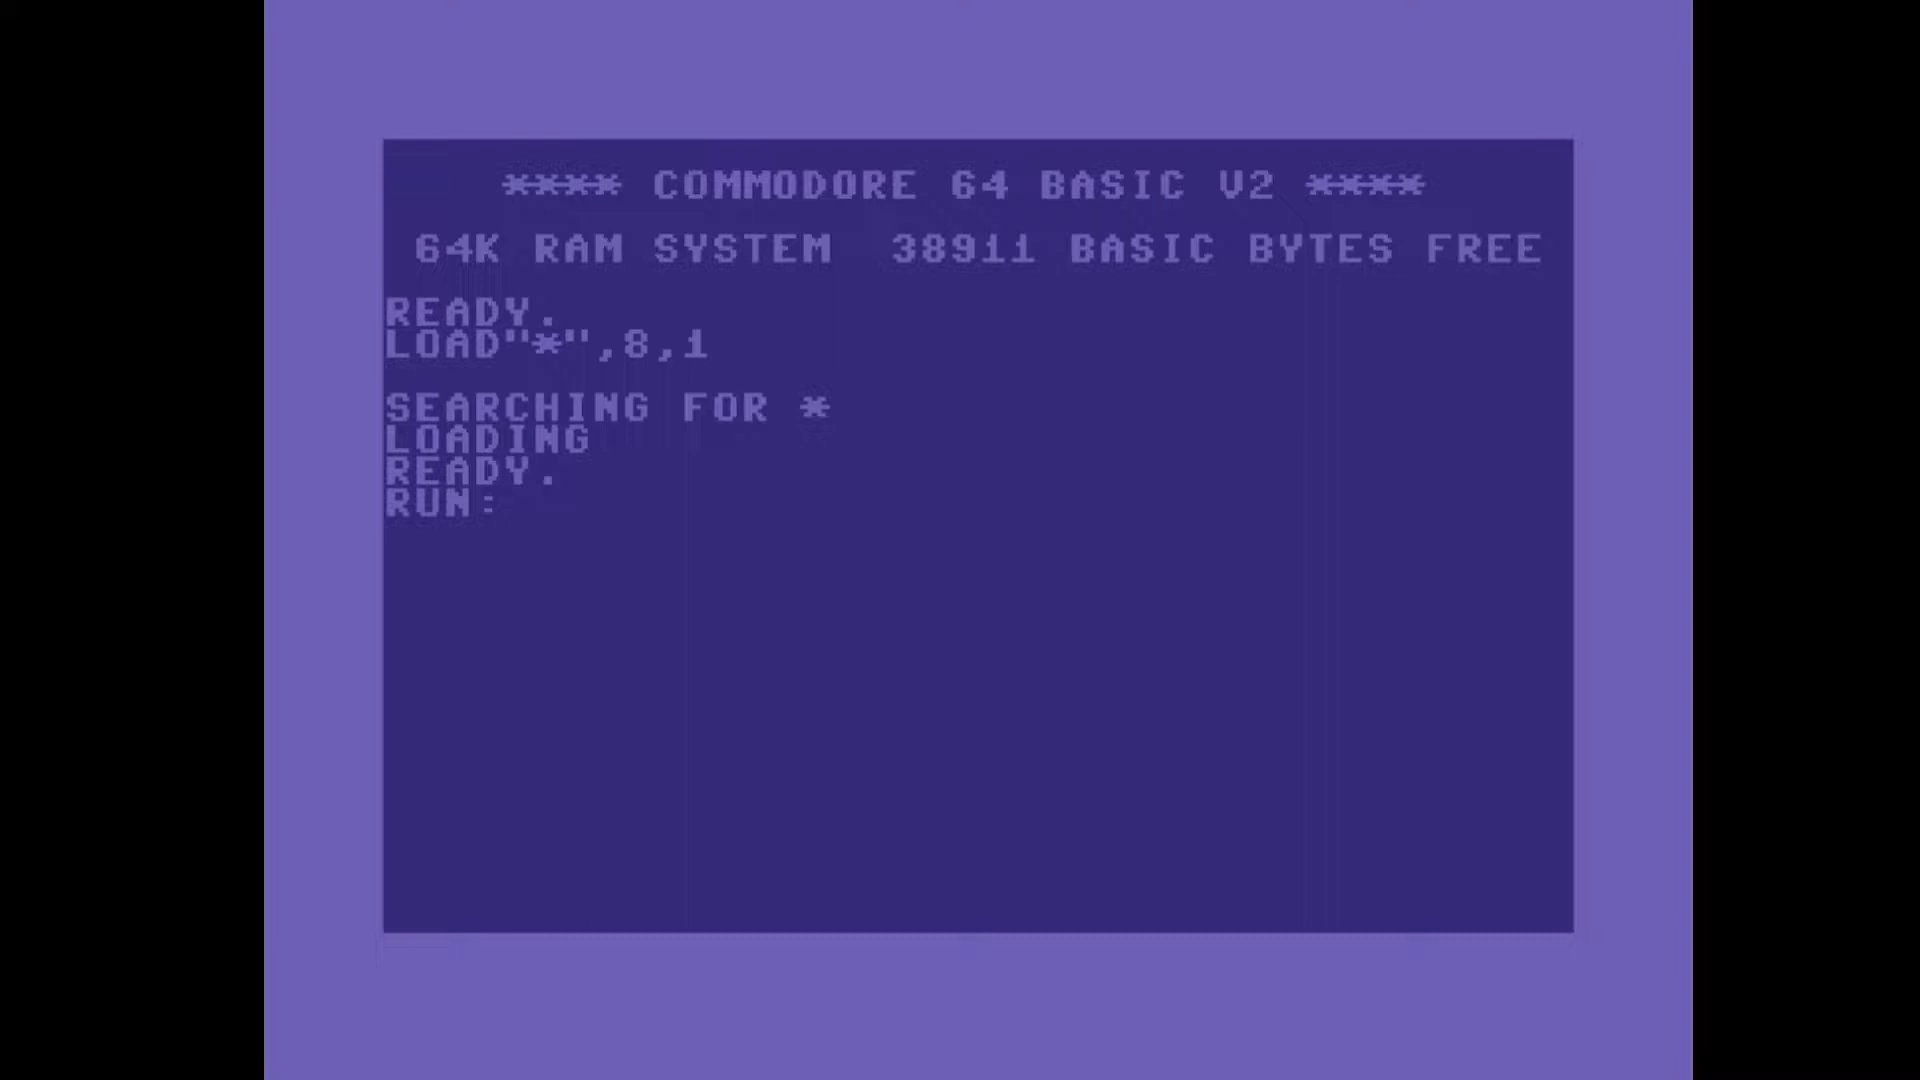 **** COMMODORE 64 BASIC V2 ****
64K RAM SYSTEM  38911 BASIC BYTES FREE
READY.
LOAD"*",8,1
SEARCHING FOR *
LOADING
READY.
RUN: